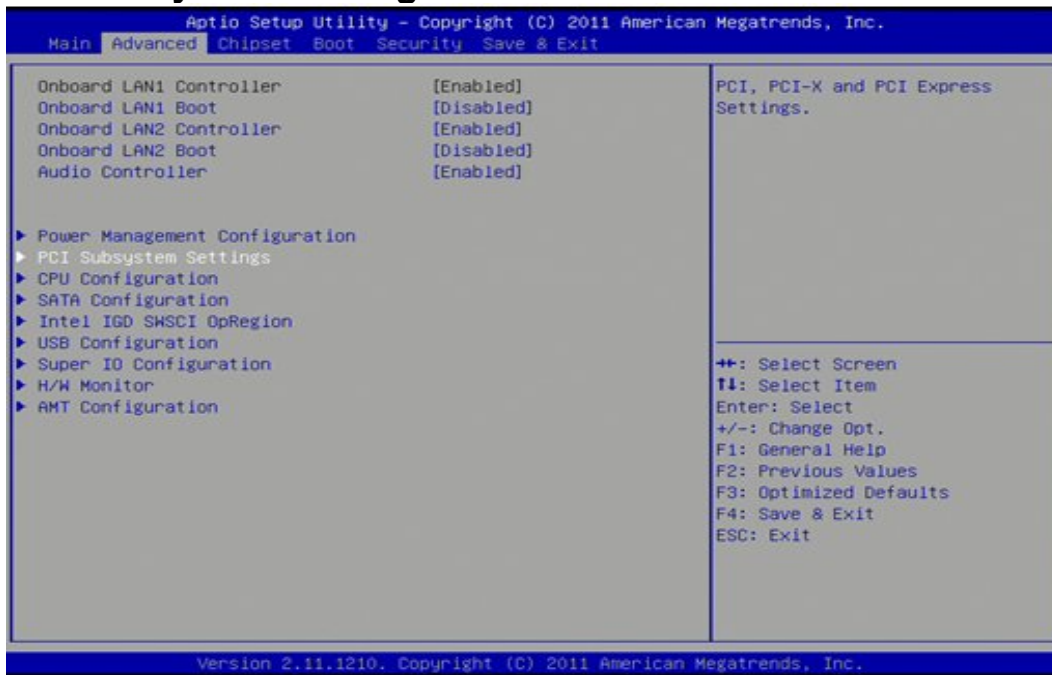 Aptio Setup Utility – Copyright (C) 2011 American Megatrends, Inc.
Main Advanced Chipset Boot Security Save & Exit
Onboard LAN1 Controller [Enabled]
Onboard LAN1 Boot [Disabled]
Onboard LAN2 Controller [Enabled]
Onboard LAN2 Boot [Disabled]
Audio Controller [Enabled]
▶ Power Management Configuration
▶ PCI Subsystem Settings
▶ CPU Configuration
▶ SATA Configuration
▶ Intel IGD SWSCI OpRegion
▶ USB Configuration
▶ Super IO Configuration
▶ H/W Monitor
▶ AMT Configuration
PCI, PCI-X and PCI Express
Settings.
→←: Select Screen
↑↓: Select Item
Enter: Select
+/-: Change Opt.
F1: General Help
F2: Previous Values
F3: Optimized Defaults
F4: Save & Exit
ESC: Exit
Version 2.11.1210. Copyright (C) 2011 American Megatrends, Inc.